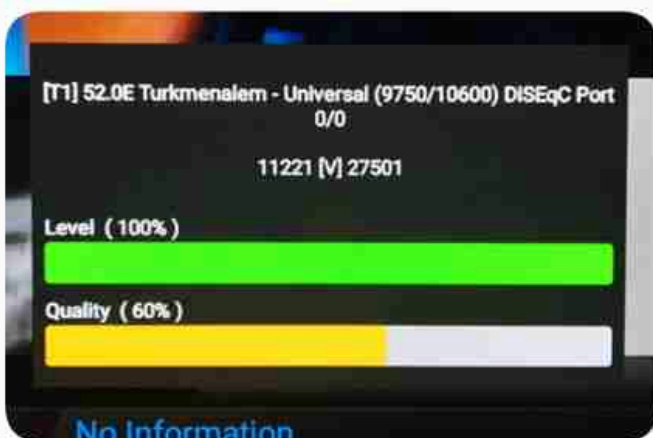 [T1] 52.0E Turkmenalem - Universal (9750/10600) DiSEqC Port
0/0
11221 [V] 27501
Level ( 100% )
Quality ( 60% )
No Information